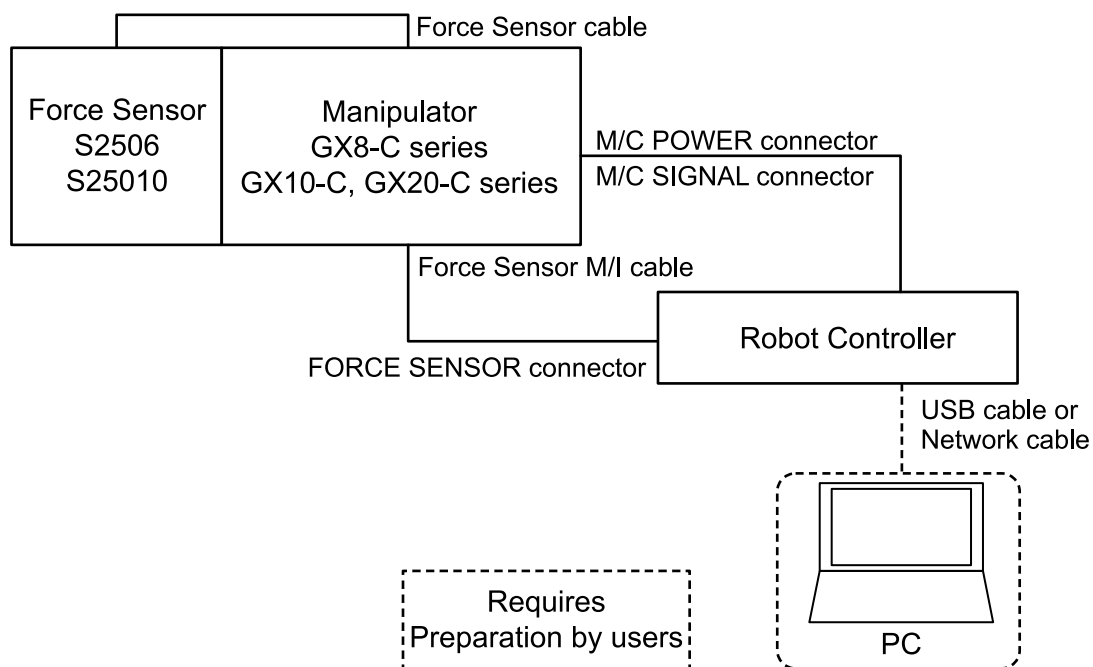 Force Sensor cable
Force Sensor
S2506
S25010
Manipulator
GX8-C series
GX10-C, GX20-C series
M/C POWER connector
M/C SIGNAL connector
Force Sensor M/I cable
FORCE SENSOR connector
Robot Controller
USB cable or
Network cable
PC
Requires
Preparation by users